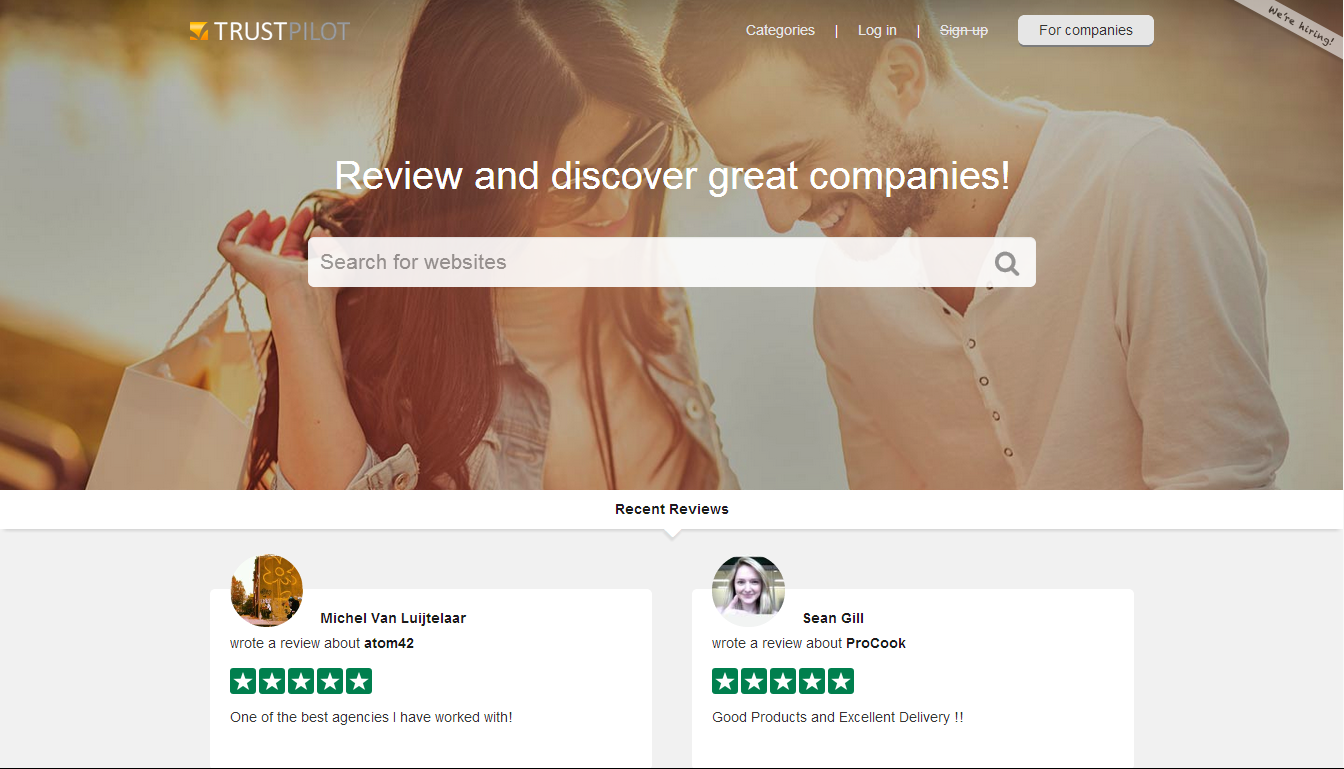 TRUSTPILOT
Categories | Log in | Sign up For companies
We're hiring!
Review and discover great companies!
Search for websites
Recent Reviews
Michel Van Luijtelaar
wrote a review about atom42
One of the best agencies I have worked with!
Sean Gill
wrote a review about ProCook
Good Products and Excellent Delivery !!